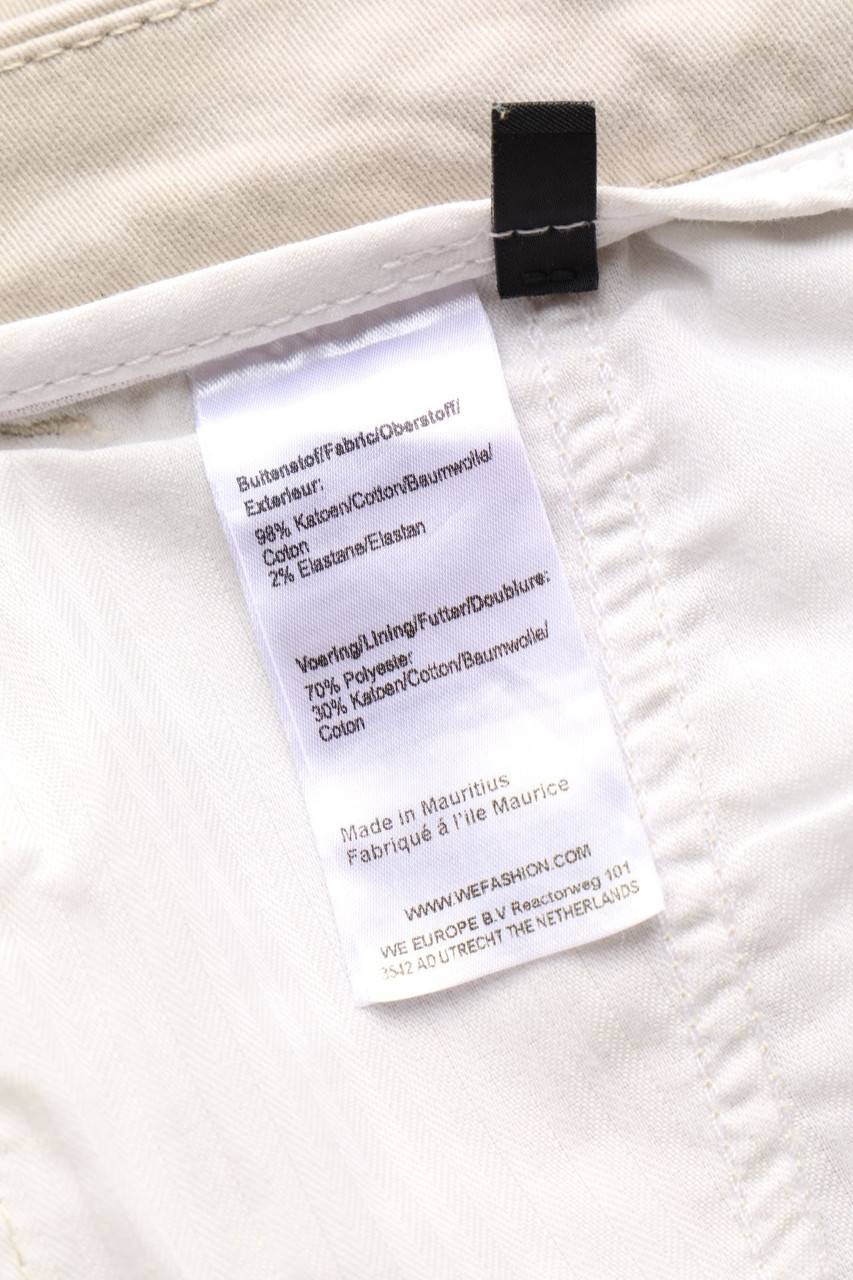 Buitenstof/Fabric/Oberstoff/
Exterieur:
98% Katoen/Cotton/Baumwolle/
Coton
2% Elastane/Elastan
Voering/Lining/Futter/Doublure:
70% Polyester
30% Katoen/Cotton/Baumwolle/
Coton
Made in Mauritius
Fabriqué á l'ile Maurice
WWW.WEFASHION.COM
WE EUROPE B.V Reactorweg 101
3542 AD UTRECHT THE NETHERLANDS